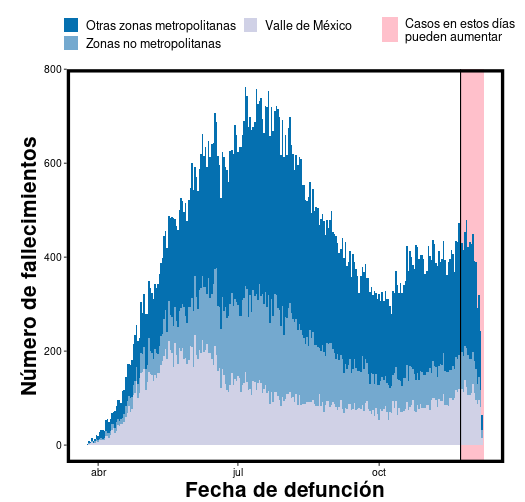 Otras zonas metropolitanas
Valle de México
Casos en estos días
pueden aumentar
Zonas no metropolitanas
800
600
400
200
0
Número de fallecimientos
abr
jul
oct
Fecha de defunción